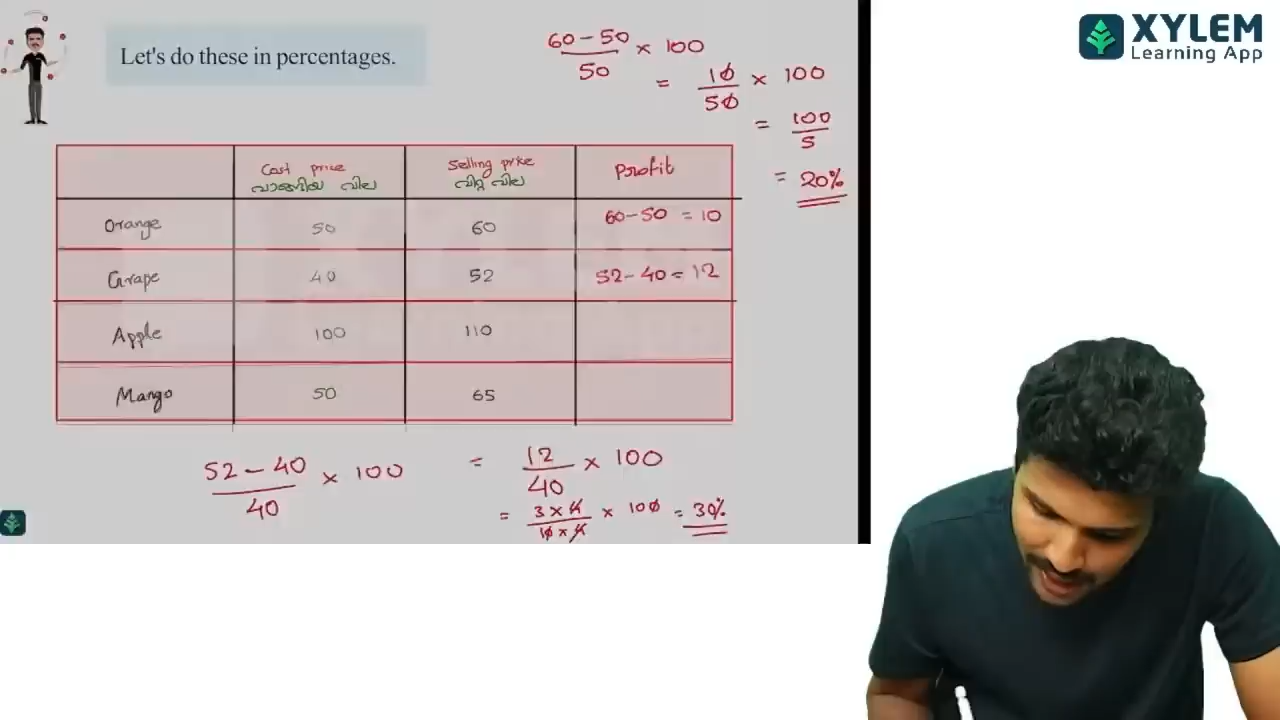 Let's do these in percentages.
60-50/50 × 100
= 10/50 × 100
= 100/5
= 20%
XYLEM
Learning App
Cost price Selling price Profit
വാങ്ങിയ വില വിറ്റ വില
Orange 50 60 60-50 = 10
Grape 40 52 52-40 = 12
Apple 100 110
Mango 50 65
52-40/40 × 100 = 12/40 × 100
= 3×4/10×4 × 100 = 30%